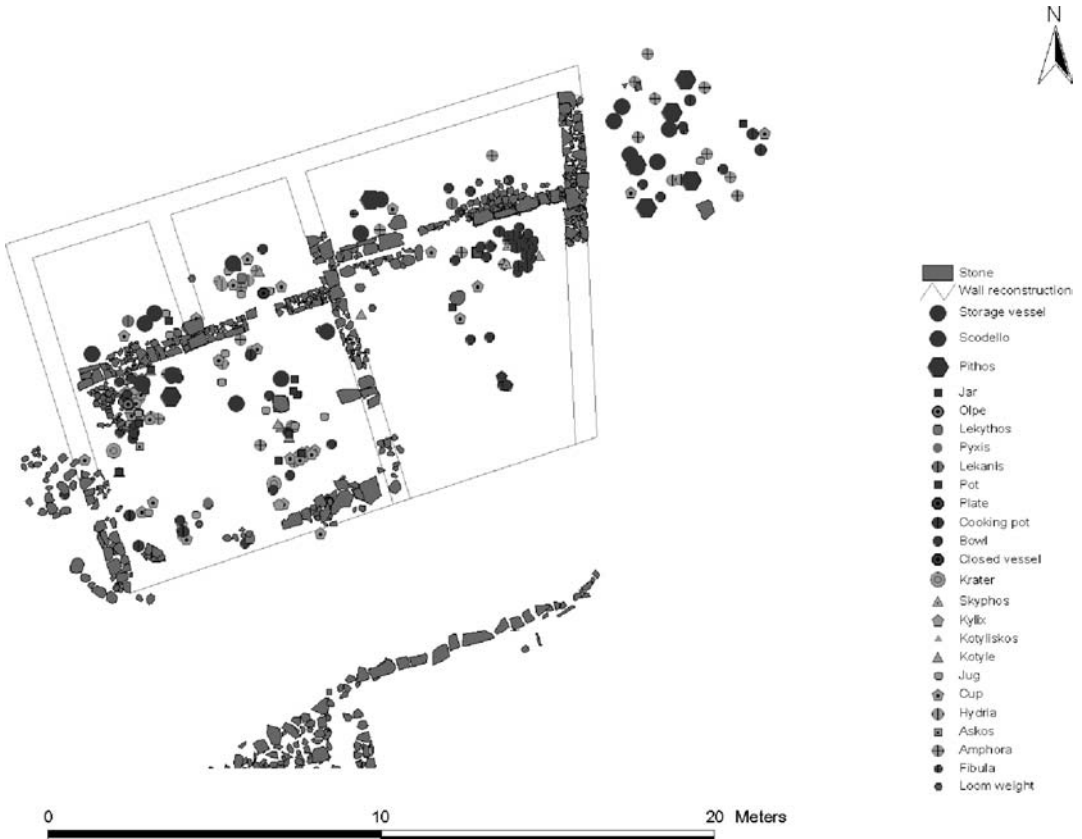 N
Stone
Wall reconstruction
Storage vessel
Scodello
Pithos
Jar
Olpe
Lekythos
Pyxis
Lekanis
Pot
Plate
Cooking pot
Bowl
Closed vessel
Krater
Skyphos
Kylix
Kotyliskos
Kotyle
Jug
Cup
Hydria
Askos
Amphora
Fibula
Loom weight
0 10 20 Meters